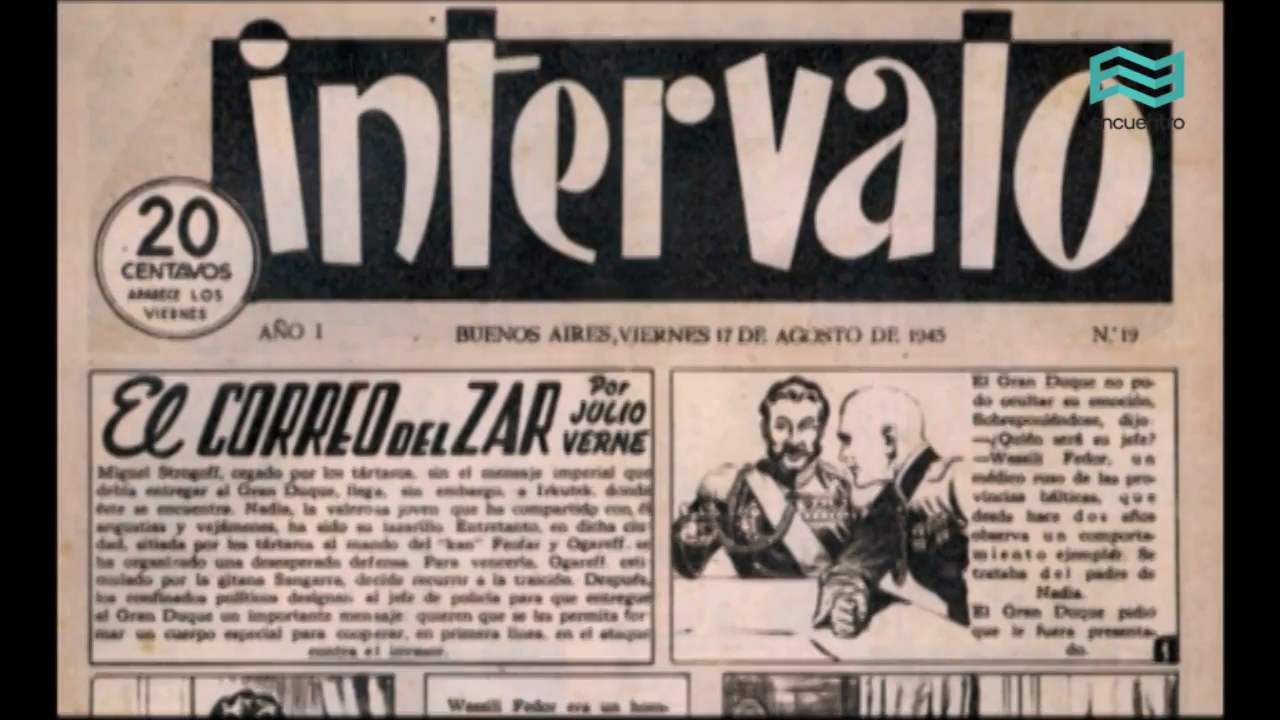 intervalo
encuentro
20
CENTAVOS
APARECE LOS
VIERNES
AÑO 1
BUENOS AIRES, VIERNES 17 DE AGOSTO DE 1945
N.º 19
El CORREO DEL ZAR
Por
JULIO
VERNE
Miguel Strogoff, cegado por los tártaros, sin el mensaje imperial que
debía entregar al Gran Duque, llega, sin embargo, a Irkutsk, donde
éste se encuentra. Nadia, la valerosa joven que ha compartido con él
angustias y vejámenes, ha sido su lazarillo. Entretanto, en dicha ciu-
dad, sitiada por los tártaros al mando del "kan" Feofar y Ogareff, se
ha organizado una desesperada defensa. Para vencerla, Ogareff, esti-
mulado por la gitana Sangarra, decide recurrir a la traición. Después,
los confinados políticos designan al jefe de policía para que entregue
al Gran Duque un importante mensaje: quieren que se les permita for-
mar un cuerpo especial para cooperar, en primera línea, en el ataque
contra el invasor.
El Gran Duque no pu-
do ocultar su emoción.
Sobreponiéndose, dijo:
—¿Quién será su jefe?
—Wassili Fedor, un
médico ruso de las pro-
vincias bálticas, que
desde hace dos años
observa un comporta-
miento ejemplar. Se
trataba del padre de
Nadia.
El Gran Duque pidió
que le fuera presenta-
do.
1
Wassili Fedor era un hom-